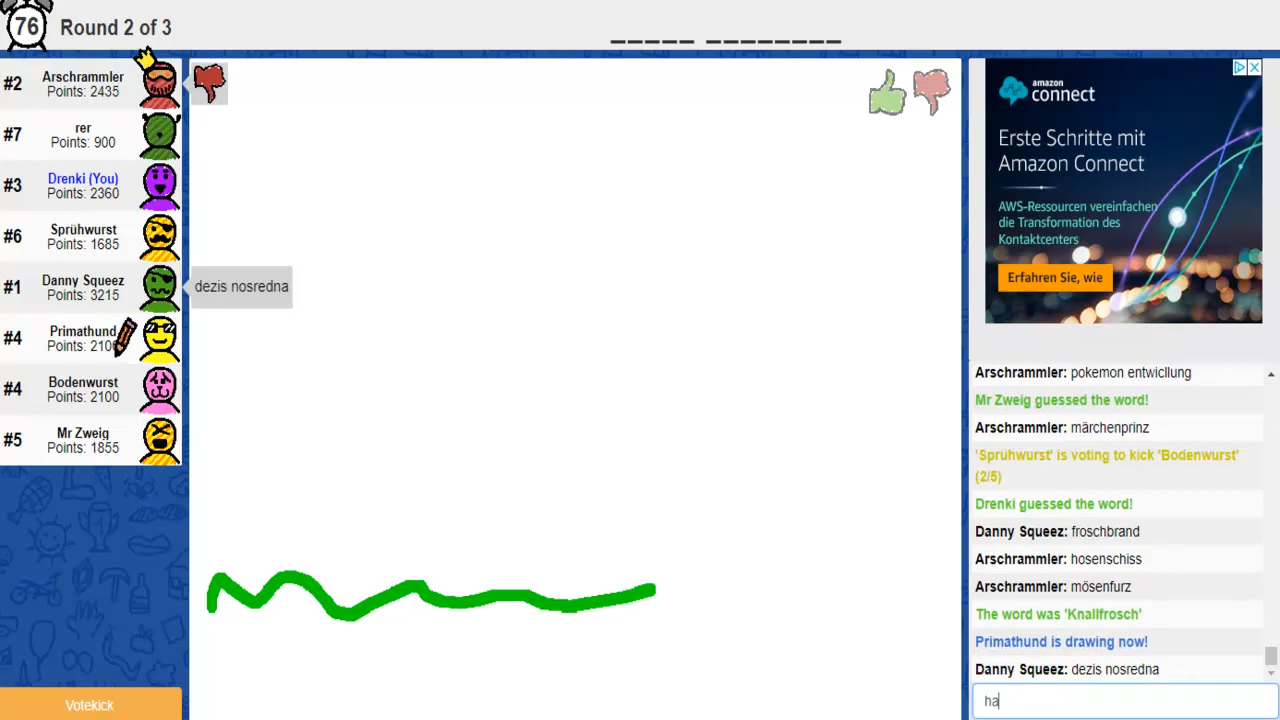 76
Round 2 of 3
_____ ________
#2
Arschrammler
Points: 2435
#7
rer
Points: 900
#3
Drenki (You)
Points: 2360
#6
Sprühwurst
Points: 1685
#1
Danny Squeez
Points: 3215
dezis nosredna
#4
Primathund
Points: 2100
#4
Bodenwurst
Points: 2100
#5
Mr Zweig
Points: 1855
Votekick
amazon
connect
Erste Schritte mit
Amazon Connect
AWS-Ressourcen vereinfachen
die Transformation des
Kontaktcenters
Erfahren Sie, wie
Arschrammler: pokemon entwicllung
Mr Zweig guessed the word!
Arschrammler: märchenprinz
'Sprühwurst' is voting to kick 'Bodenwurst'
(2/5)
Drenki guessed the word!
Danny Squeez: froschbrand
Arschrammler: hosenschiss
Arschrammler: mösenfurz
The word was 'Knallfrosch'
Primathund is drawing now!
Danny Squeez: dezis nosredna
ha